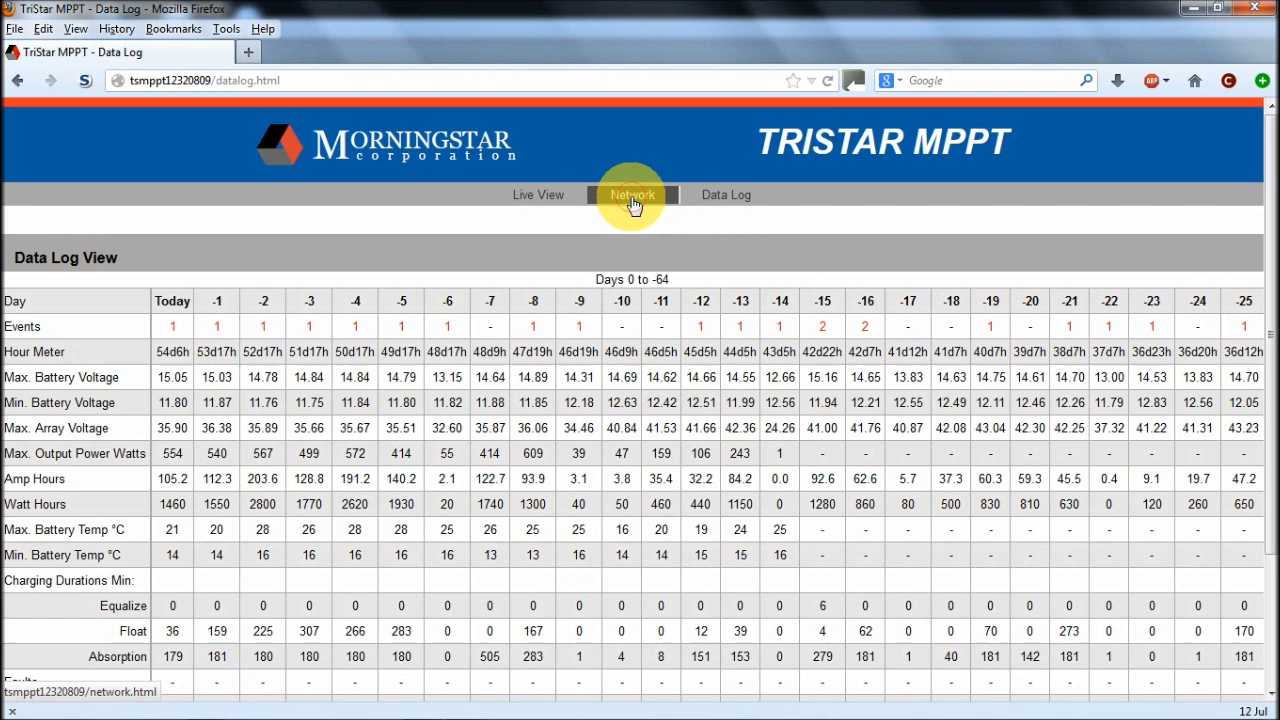 TriStar MPPT - Data Log - Mozilla Firefox
File Edit View History Bookmarks Tools Help
TriStar MPPT - Data Log
tsmppt12320809/datalog.html
Google
MORNINGSTAR
corporation
TRISTAR MPPT
Live View Network Data Log
Data Log View
Days 0 to -64
Day Today -1 -2 -3 -4 -5 -6 -7 -8 -9 -10 -11 -12 -13 -14 -15 -16 -17 -18 -19 -20 -21 -22 -23 -24 -25
Events 1 1 1 1 1 1 1 - 1 1 - - 1 1 1 2 2 - - 1 - 1 1 1 - 1
Hour Meter 54d6h 53d17h 52d17h 51d17h 50d17h 49d17h 48d17h 48d9h 47d19h 46d19h 46d9h 46d5h 45d5h 44d5h 43d5h 42d22h 42d7h 41d12h 41d7h 40d7h 39d7h 38d7h 37d7h 36d23h 36d20h 36d12h
Max. Battery Voltage 15.05 15.03 14.78 14.84 14.84 14.79 13.15 14.64 14.89 14.31 14.69 14.62 14.66 14.55 12.66 15.16 14.65 13.83 14.63 14.75 14.61 14.70 13.00 14.53 13.83 14.70
Min. Battery Voltage 11.80 11.87 11.76 11.75 11.84 11.80 11.82 11.88 11.85 12.18 12.63 12.42 12.51 11.99 12.56 11.94 12.21 12.55 12.49 12.11 12.46 12.26 11.79 12.83 12.56 12.05
Max. Array Voltage 35.90 36.38 35.89 35.66 35.67 35.51 32.60 35.87 36.06 34.46 40.84 41.53 41.66 42.36 24.26 41.00 41.76 40.87 42.08 43.04 42.30 42.25 37.32 41.22 41.31 43.23
Max. Output Power Watts 554 540 567 499 572 414 55 414 609 39 47 159 106 243 1 - - - - - - - - - - -
Amp Hours 105.2 112.3 203.6 128.8 191.2 140.2 2.1 122.7 93.9 3.1 3.8 35.4 32.2 84.2 0.0 92.6 62.6 5.7 37.3 60.3 59.3 45.5 0.4 9.1 19.7 47.2
Watt Hours 1460 1550 2800 1770 2620 1930 20 1740 1300 40 50 460 440 1150 0 1280 860 80 500 830 810 630 0 120 260 650
Max. Battery Temp °C 21 20 28 26 28 28 25 26 25 25 16 20 19 24 25 - - - - - - - - - - -
Min. Battery Temp °C 14 14 16 16 16 16 16 13 13 16 14 14 15 15 16 - - - - - - - - - - -
Charging Durations Min:
Equalize 0 0 0 0 0 0 0 0 0 0 0 0 0 0 0 6 0 0 0 0 0 0 0 0 0 0
Float 36 159 225 307 266 283 0 0 167 0 0 0 12 39 0 4 62 0 0 70 0 273 0 0 0 170
Absorption 179 181 180 180 180 180 0 505 283 1 4 8 151 153 0 279 181 1 40 181 142 181 1 0 1 181
Faults - - - - - - - - - - - - - - - - - - - - - - - - - -
tsmppt12320809/network.html
12 Jul